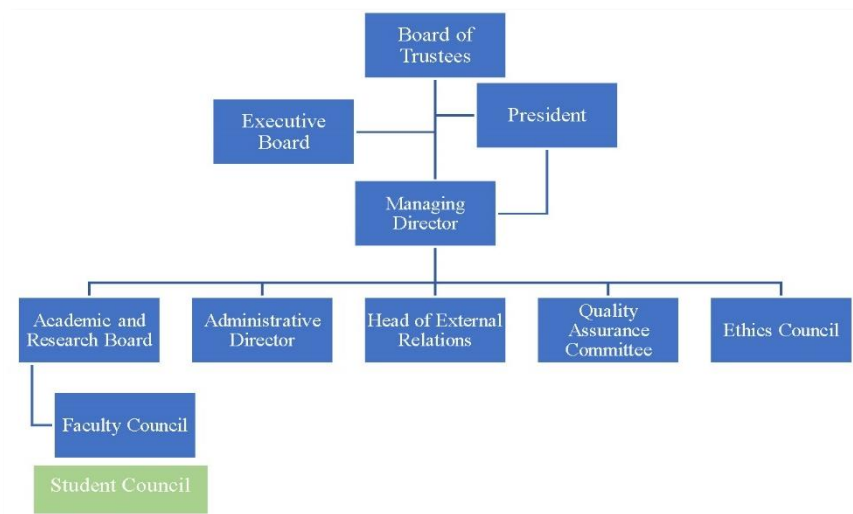 Board of
Trustees
Executive
Board
President
Managing
Director
Academic and
Research Board
Administrative
Director
Head of External
Relations
Quality
Assurance
Committee
Ethics Council
Faculty Council
Student Council